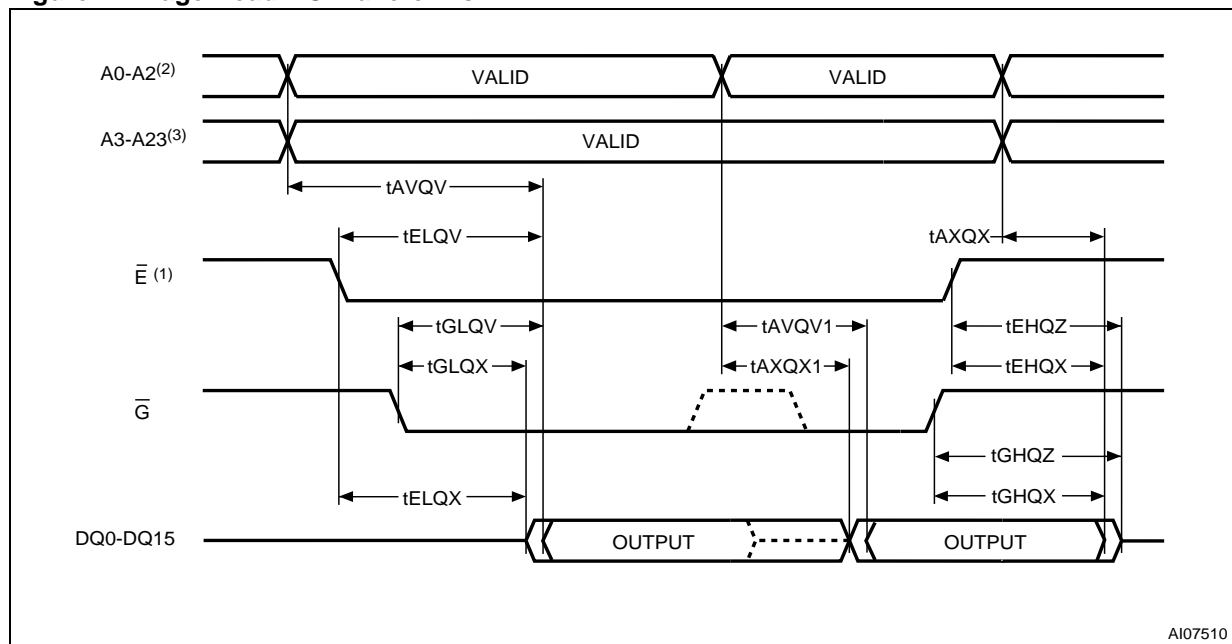 A0-A2(2)
VALID
VALID
A3-A23(3)
VALID
tAVQV
tELQV
tAXQX
E̅ (1)
tGLQV
tAVQV1
tEHQZ
tGLQX
tAXQX1
tEHQX
G̅
tGHQZ
tELQX
tGHQX
DQ0-DQ15
OUTPUT
OUTPUT
AI07510